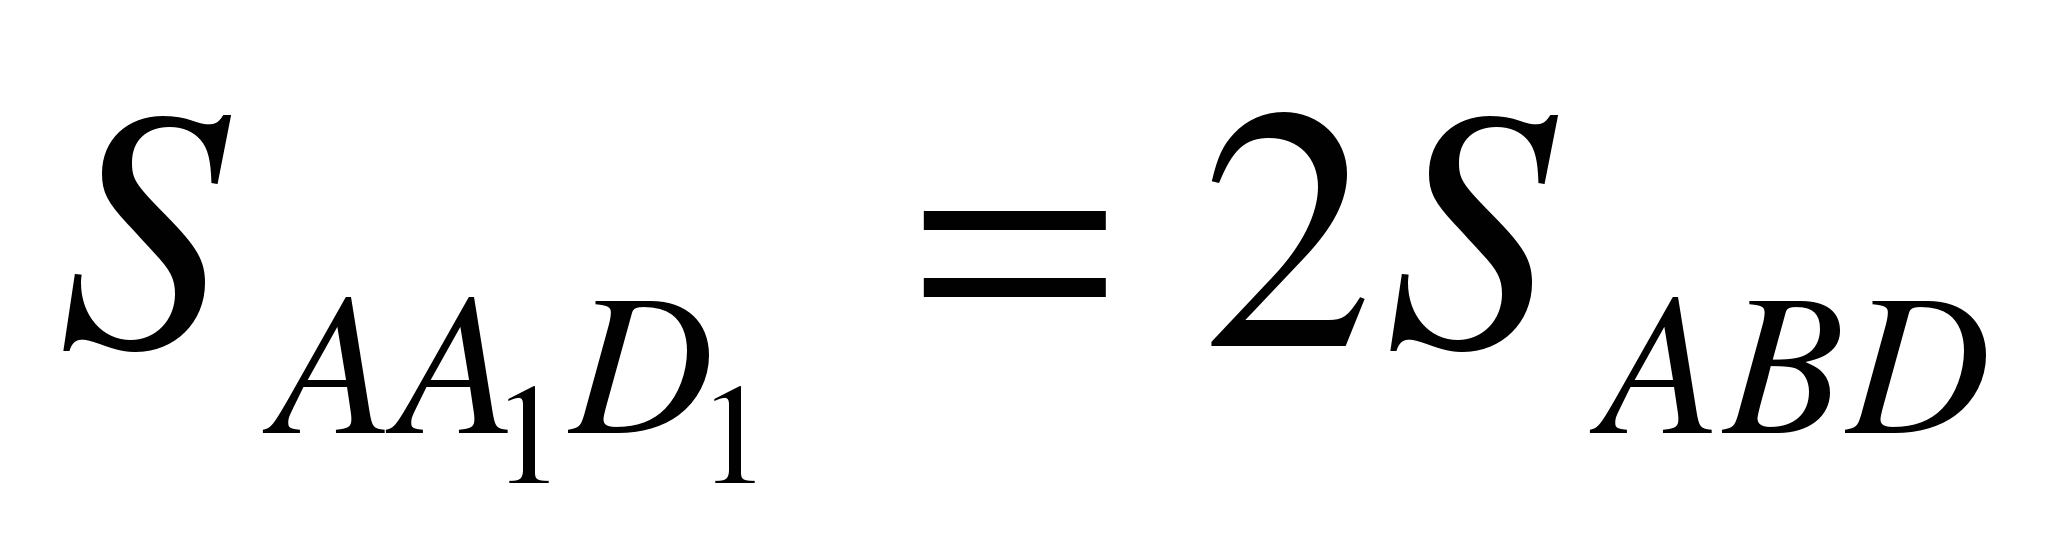 S_{AA_1D_1} = 2S_{ABD}